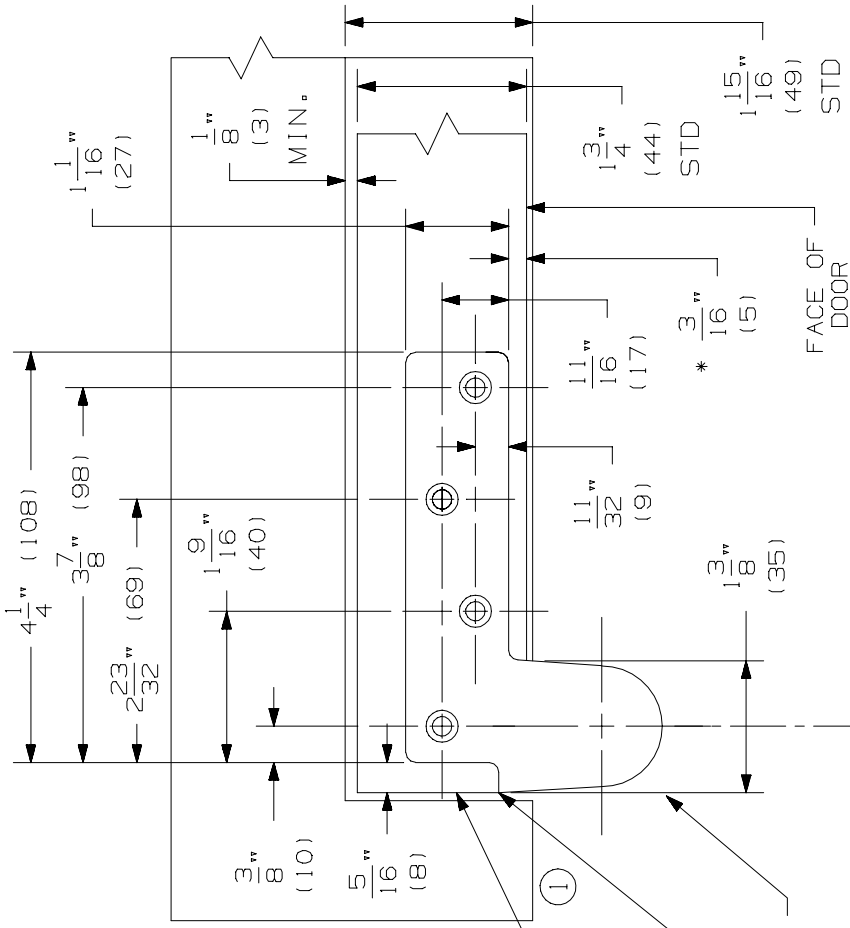 4 1/4" (108)
3 7/8" (98)
2 23/32" (69)
1 9/16"
(40)
3/8"
(10)
5/16"
(8)
1
1 1/16"
(27)
1/8"
(3)
MIN.
11/16"
(17)
11/32"
(9)
* 3/16"
(5)
1 3/8"
(35)
FACE OF
DOOR
1 3/4"
(44)
STD
1 15/16"
(49)
STD